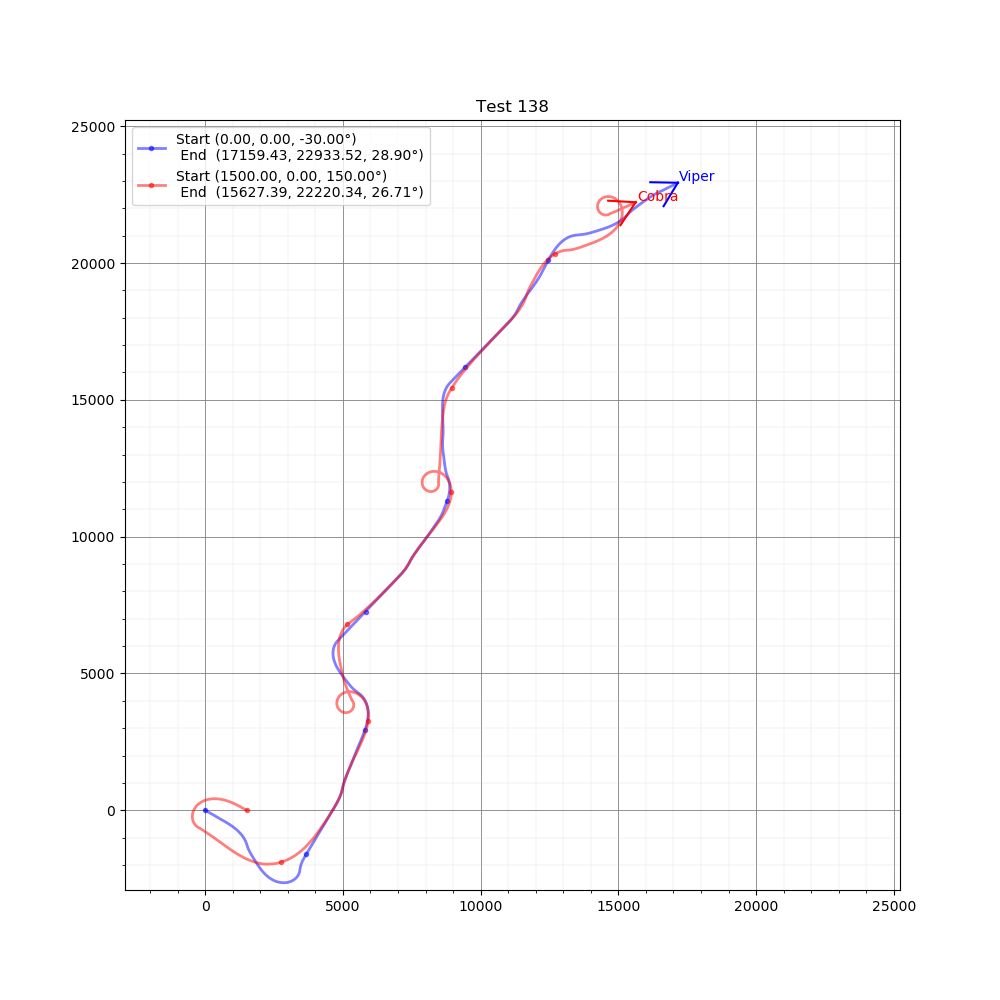 Test 138
Start (0.00, 0.00, -30.00°)
End  (17159.43, 22933.52, 28.90°)
Start (1500.00, 0.00, 150.00°)
End  (15627.39, 22220.34, 26.71°)
Viper
Cobra
25000
20000
15000
10000
5000
0
0
5000
10000
15000
20000
25000